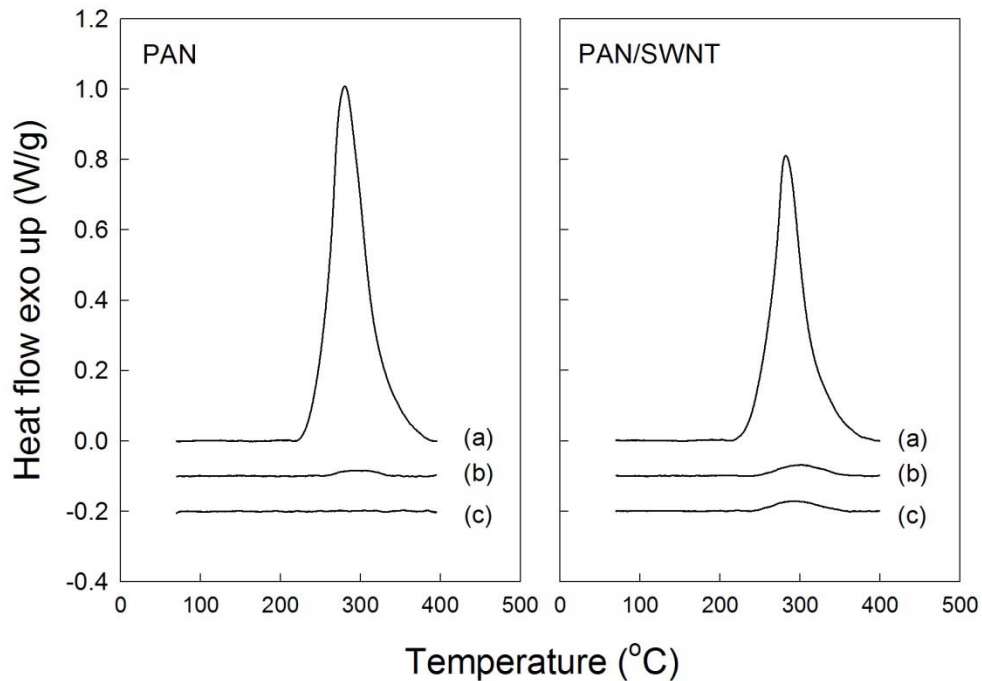 PAN
PAN/SWNT
Heat flow exo up (W/g)
1.2
1.0
0.8
0.6
0.4
0.2
0.0
-0.2
-0.4
(a)
(b)
(c)
(a)
(b)
(c)
0 100 200 300 400 500
0 100 200 300 400 500
Temperature (°C)